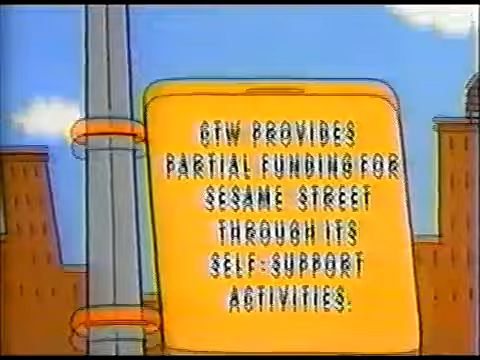 CTW PROVIDES
PARTIAL FUNDING FOR
SESAME STREET
THROUGH ITS
SELF-SUPPORT
ACTIVITIES.